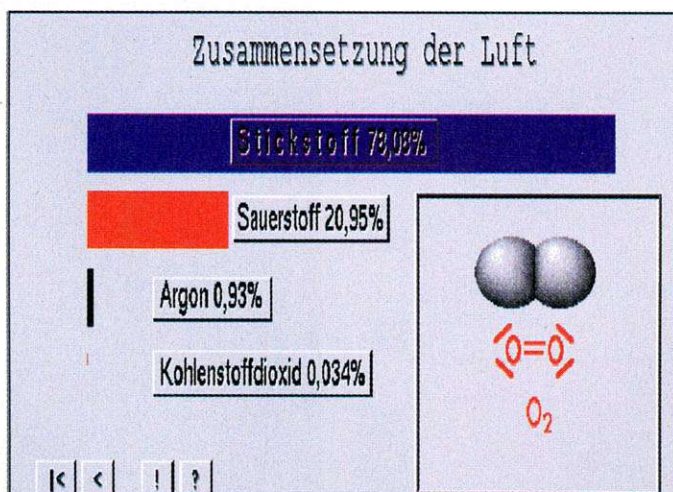 Zusammensetzung der Luft
Stickstoff 78,08%
Sauerstoff 20,95%
Argon 0,93%
Kohlenstoffdioxid 0,034%
O=O
O₂
|< < ! ?